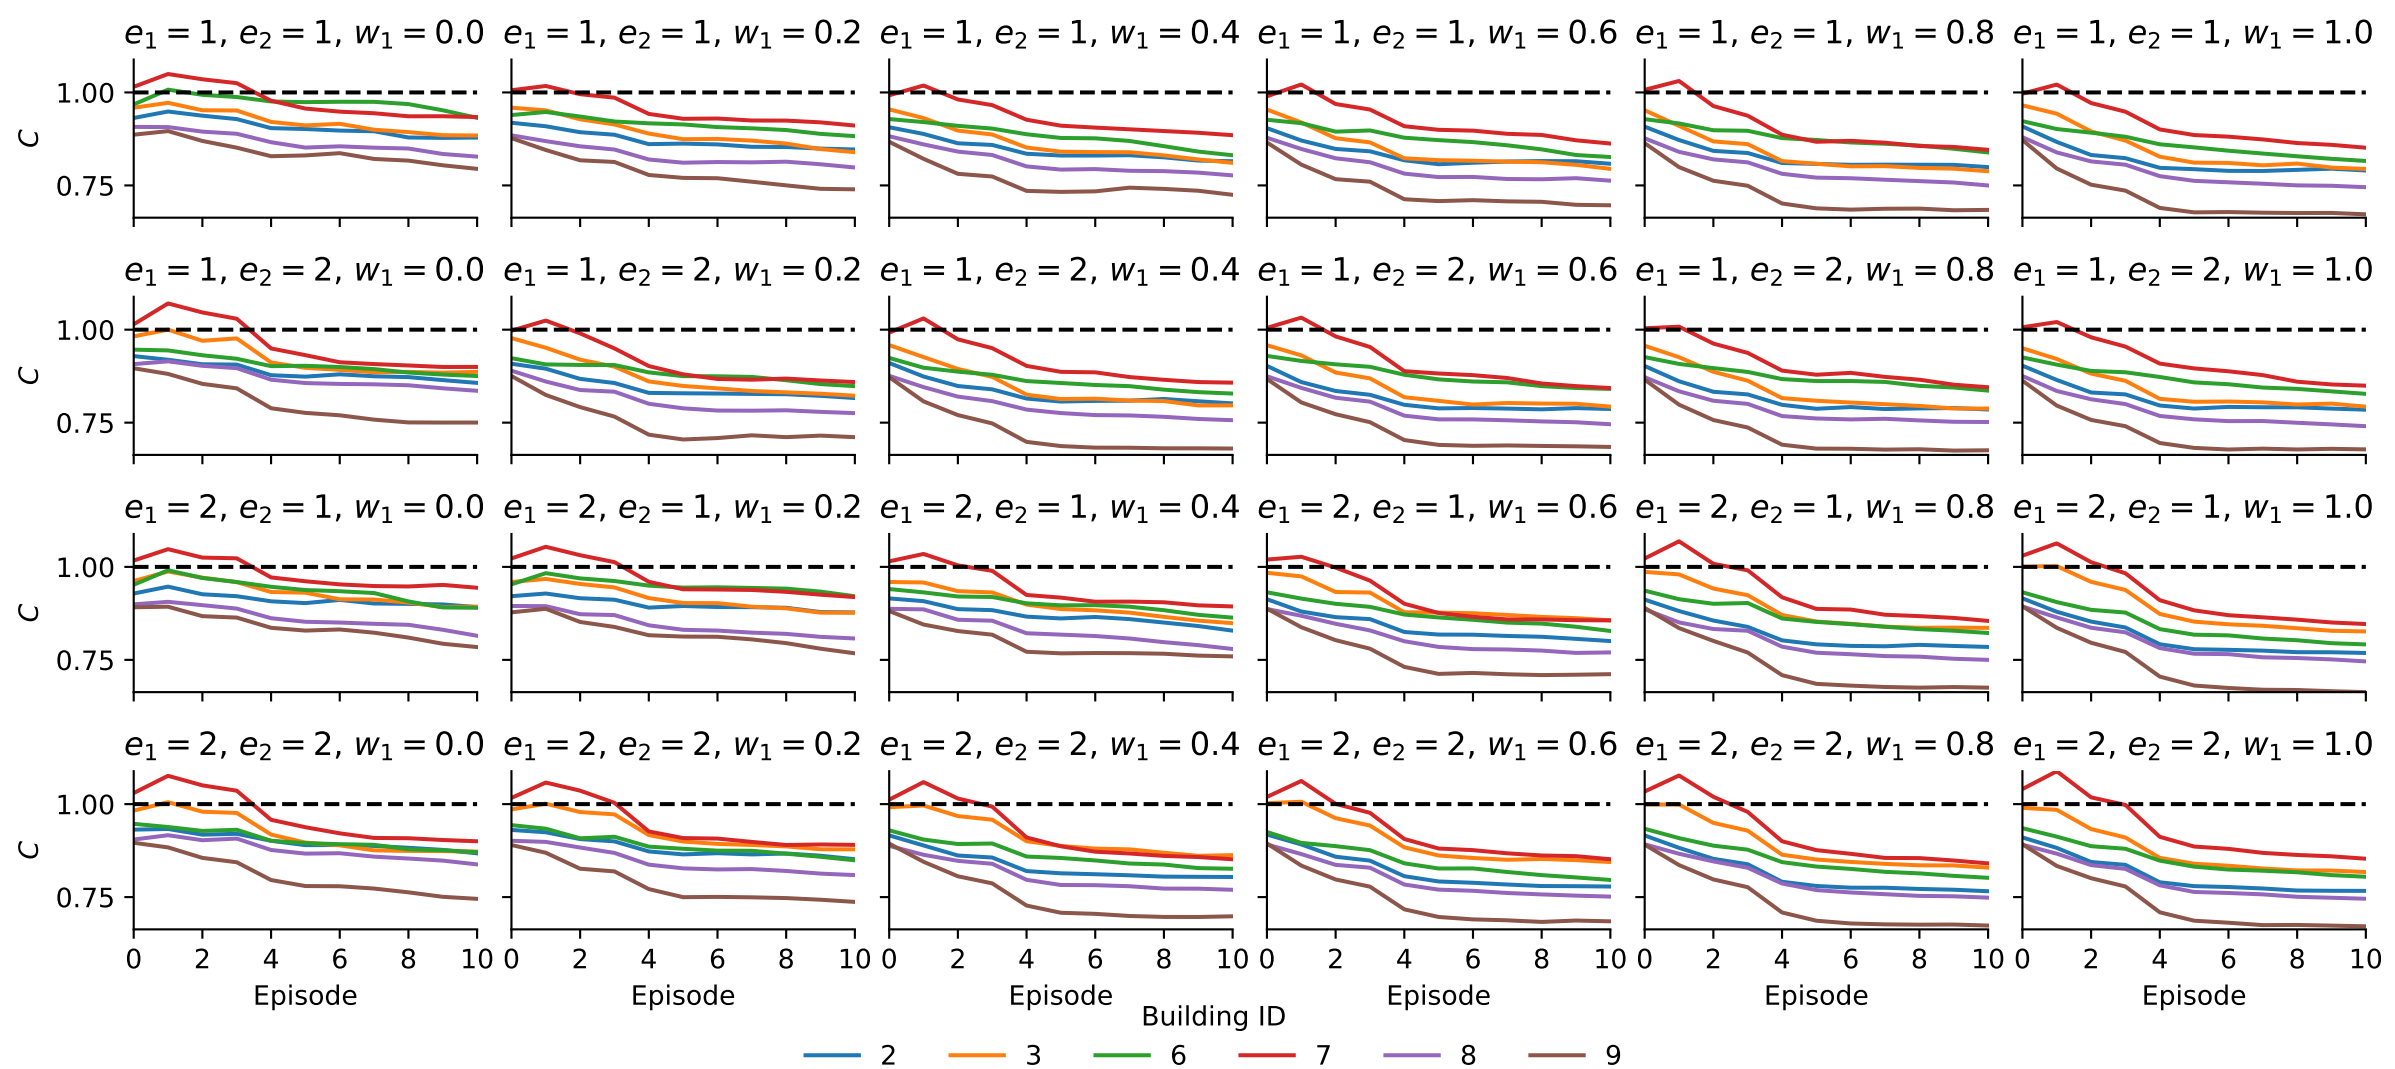 e₁ = 1, e₂ = 1, w₁ = 0.0 e₁ = 1, e₂ = 1, w₁ = 0.2 e₁ = 1, e₂ = 1, w₁ = 0.4 e₁ = 1, e₂ = 1, w₁ = 0.6 e₁ = 1, e₂ = 1, w₁ = 0.8 e₁ = 1, e₂ = 1, w₁ = 1.0
1.00
C
0.75
e₁ = 1, e₂ = 2, w₁ = 0.0 e₁ = 1, e₂ = 2, w₁ = 0.2 e₁ = 1, e₂ = 2, w₁ = 0.4 e₁ = 1, e₂ = 2, w₁ = 0.6 e₁ = 1, e₂ = 2, w₁ = 0.8 e₁ = 1, e₂ = 2, w₁ = 1.0
1.00
C
0.75
e₁ = 2, e₂ = 1, w₁ = 0.0 e₁ = 2, e₂ = 1, w₁ = 0.2 e₁ = 2, e₂ = 1, w₁ = 0.4 e₁ = 2, e₂ = 1, w₁ = 0.6 e₁ = 2, e₂ = 1, w₁ = 0.8 e₁ = 2, e₂ = 1, w₁ = 1.0
1.00
C
0.75
e₁ = 2, e₂ = 2, w₁ = 0.0 e₁ = 2, e₂ = 2, w₁ = 0.2 e₁ = 2, e₂ = 2, w₁ = 0.4 e₁ = 2, e₂ = 2, w₁ = 0.6 e₁ = 2, e₂ = 2, w₁ = 0.8 e₁ = 2, e₂ = 2, w₁ = 1.0
1.00
C
0.75
0 2 4 6 8 10 0 2 4 6 8 10 0 2 4 6 8 10 0 2 4 6 8 10 0 2 4 6 8 10 0 2 4 6 8 10
Episode Episode Episode Episode Episode Episode
Building ID
2 3 6 7 8 9